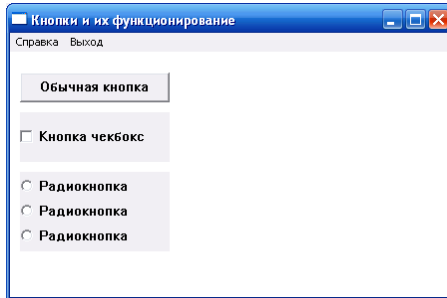 Кнопки и их функционирование
Справка Выход
Обычная кнопка
Кнопка чекбокс
Радиокнопка
Радиокнопка
Радиокнопка